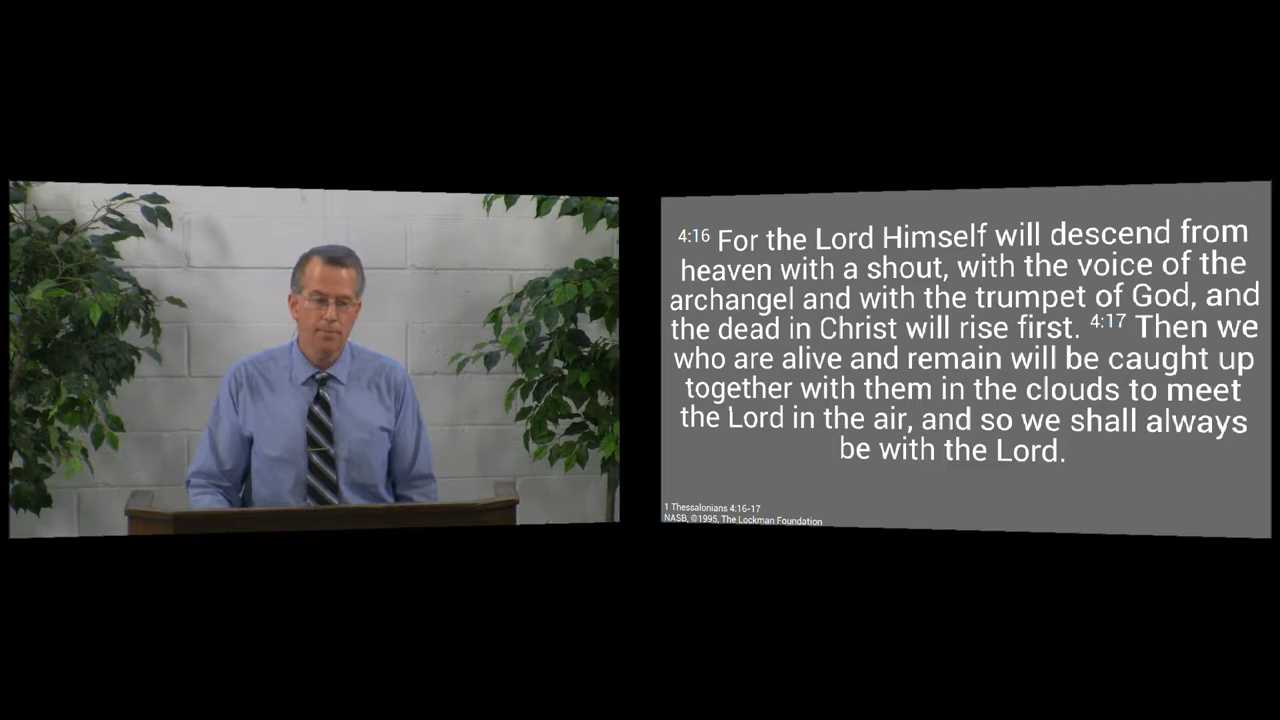 4:16 For the Lord Himself will descend from
heaven with a shout, with the voice of the
archangel and with the trumpet of God, and
the dead in Christ will rise first. 4:17 Then we
who are alive and remain will be caught up
together with them in the clouds to meet
the Lord in the air, and so we shall always
be with the Lord.
1 Thessalonians 4:16-17
NASB, ©1995, The Lockman Foundation